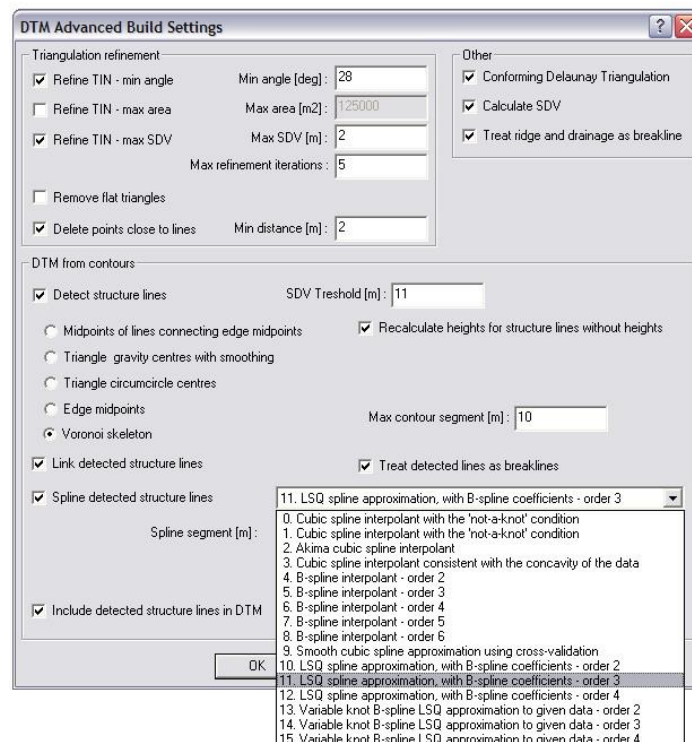 DTM Advanced Build Settings
Triangulation refinement
Refine TIN - min angle
Min angle [deg] :
28
Refine TIN - max area
Max area [m2] :
125000
Refine TIN - max SDV
Max SDV [m] :
2
Max refinement iterations :
5
Remove flat triangles
Delete points close to lines
Min distance [m] :
2
Other
Conforming Delaunay Triangulation
Calculate SDV
Treat ridge and drainage as breakline
DTM from contours
Detect structure lines
SDV Treshold [m] :
11
Midpoints of lines connecting edge midpoints
Recalculate heights for structure lines without heights
Triangle gravity centres with smoothing
Triangle circumcircle centres
Edge midpoints
Max contour segment [m] :
10
Voronoi skeleton
Link detected structure lines
Treat detected lines as breaklines
Spline detected structure lines
11. LSQ spline approximation, with B-spline coefficients - order 3
Spline segment [m] :
0. Cubic spline interpolant with the 'not-a-knot' condition
1. Cubic spline interpolant with the 'not-a-knot' condition
2. Akima cubic spline interpolant
3. Cubic spline interpolant consistent with the concavity of the data
4. B-spline interpolant - order 2
5. B-spline interpolant - order 3
6. B-spline interpolant - order 4
7. B-spline interpolant - order 5
8. B-spline interpolant - order 6
9. Smooth cubic spline approximation using cross-validation
10. LSQ spline approximation, with B-spline coefficients - order 2
11. LSQ spline approximation, with B-spline coefficients - order 3
12. LSQ spline approximation, with B-spline coefficients - order 4
13. Variable knot B-spline LSQ approximation to given data - order 2
14. Variable knot B-spline LSQ approximation to given data - order 3
15. Variable knot B-spline LSQ approximation to given data - order 4
Include detected structure lines in DTM
OK